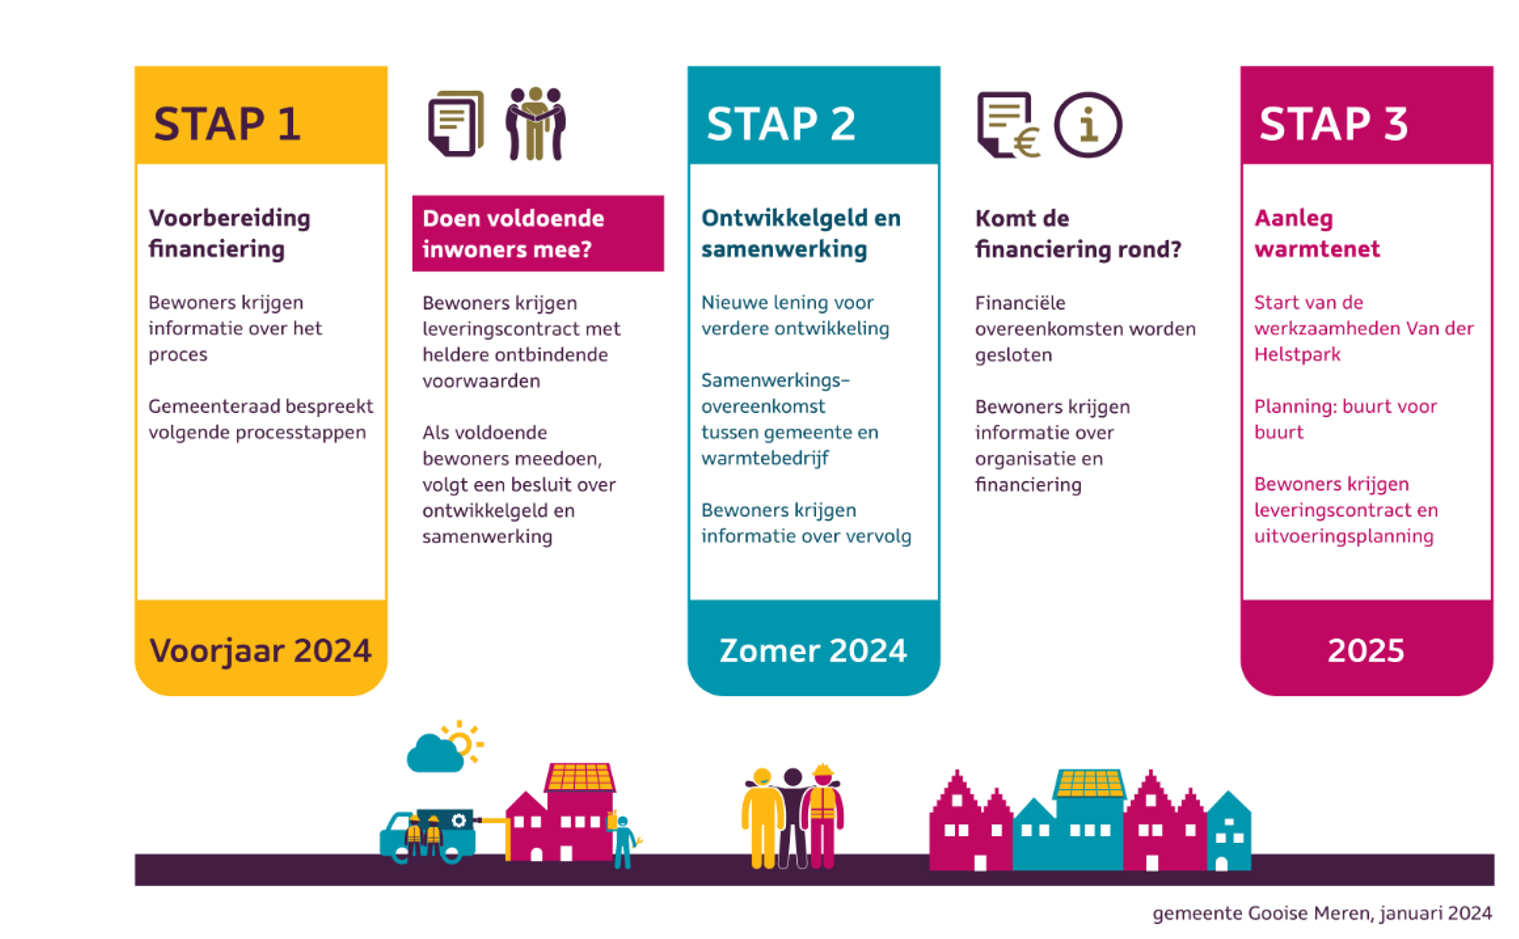 STAP 1
Voorbereiding
financiering
Bewoners krijgen
informatie over het
proces
Gemeenteraad bespreekt
volgende processtappen
Voorjaar 2024
Doen voldoende
inwoners mee?
Bewoners krijgen
leveringscontract met
heldere ontbindende
voorwaarden
Als voldoende
bewoners meedoen,
volgt een besluit over
ontwikkelgeld en
samenwerking
STAP 2
Ontwikkelgeld en
samenwerking
Nieuwe lening voor
verdere ontwikkeling
Samenwerkings-
overeenkomst
tussen gemeente en
warmtebedrijf
Bewoners krijgen
informatie over vervolg
Zomer 2024
€ i
Komt de
financiering rond?
Financiële
overeenkomsten worden
gesloten
Bewoners krijgen
informatie over
organisatie en
financiering
STAP 3
Aanleg
warmtenet
Start van de
werkzaamheden Van der
Helstpark
Planning: buurt voor
buurt
Bewoners krijgen
leveringscontract en
uitvoeringsplanning
2025
gemeente Gooise Meren, januari 2024